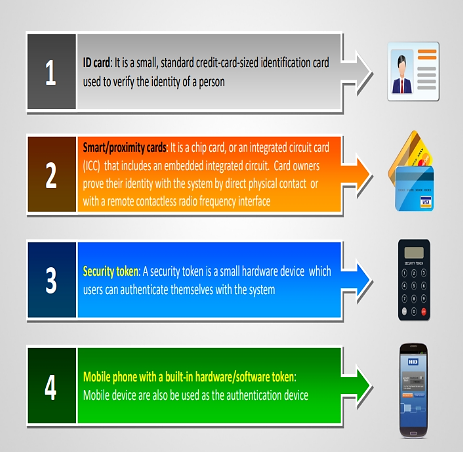 1
ID card: It is a small, standard credit-card-sized identification card
used to verify the identity of a person
2
Smart/proximity cards: It is a chip card, or an integrated circuit card
(ICC) that includes an embedded integrated circuit. Card owners
prove their identity with the system by direct physical contact or
with a remote contactless radio frequency interface
VISA
3
Security token: A security token is a small hardware device which
users can authenticate themselves with the system
SECURITY TOKEN
4
Mobile phone with a built-in hardware/software token:
Mobile device are also be used as the authentication device
HID